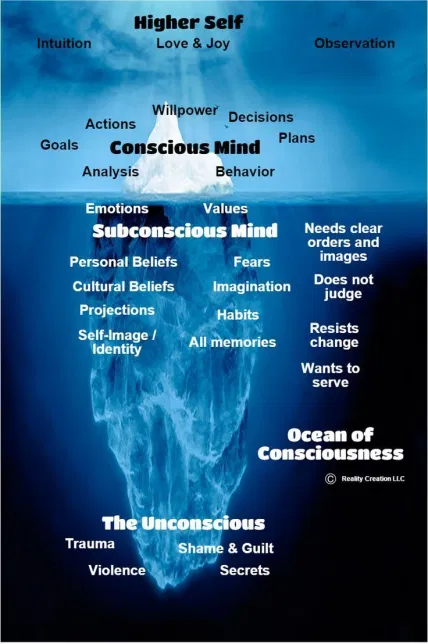 Higher Self
Intuition
Love & Joy
Observation
Willpower
Actions
Decisions
Goals
Conscious Mind
Plans
Analysis
Behavior
Emotions
Values
Subconscious Mind
Needs clear
orders and
images
Personal Beliefs
Fears
Cultural Beliefs
Imagination
Does not
judge
Projections
Habits
Self-Image /
Identity
All memories
Resists
change
Wants to
serve
Ocean of
Consciousness
© Reality Creation LLC
The Unconscious
Trauma
Shame & Guilt
Violence
Secrets